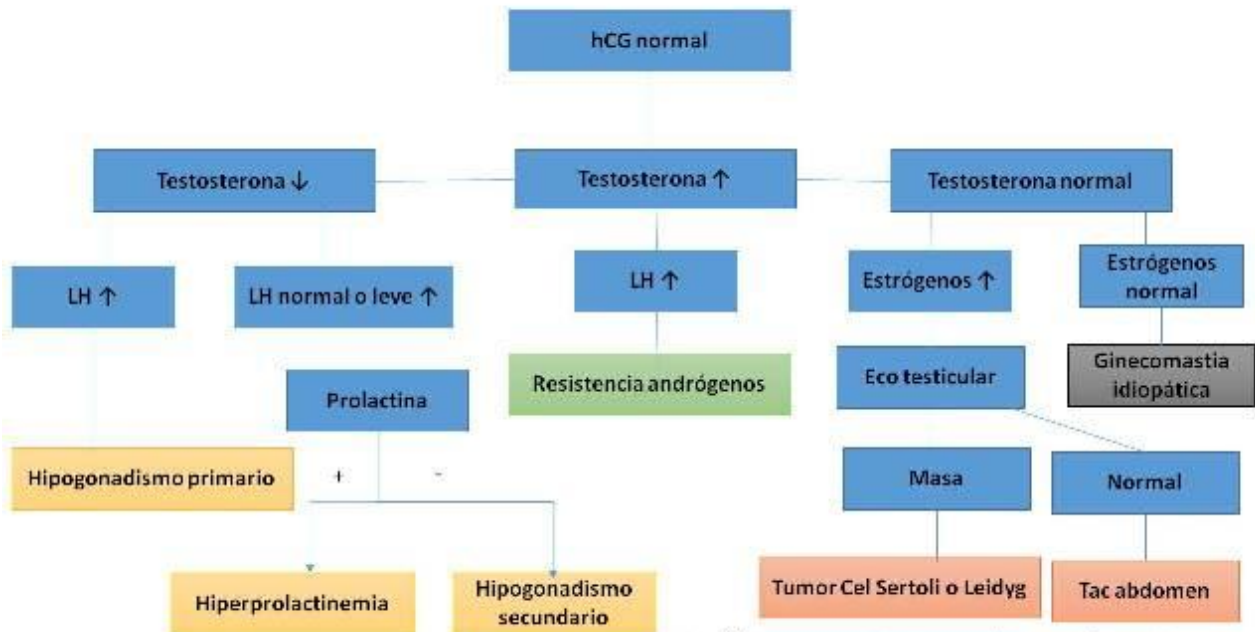 hCG normal
Testosterona ↓
Testosterona ↑
Testosterona normal
LH ↑
LH normal o leve ↑
LH ↑
Estrógenos ↑
Estrógenos
normal
Prolactina
Resistencia andrógenos
Eco testicular
Ginecomastia
idiopática
Hipogonadismo primario
+
-
Masa
Normal
Hiperprolactinemia
Hipogonadismo
secundario
Tumor Cel Sertoli o Leidyg
Tac abdomen